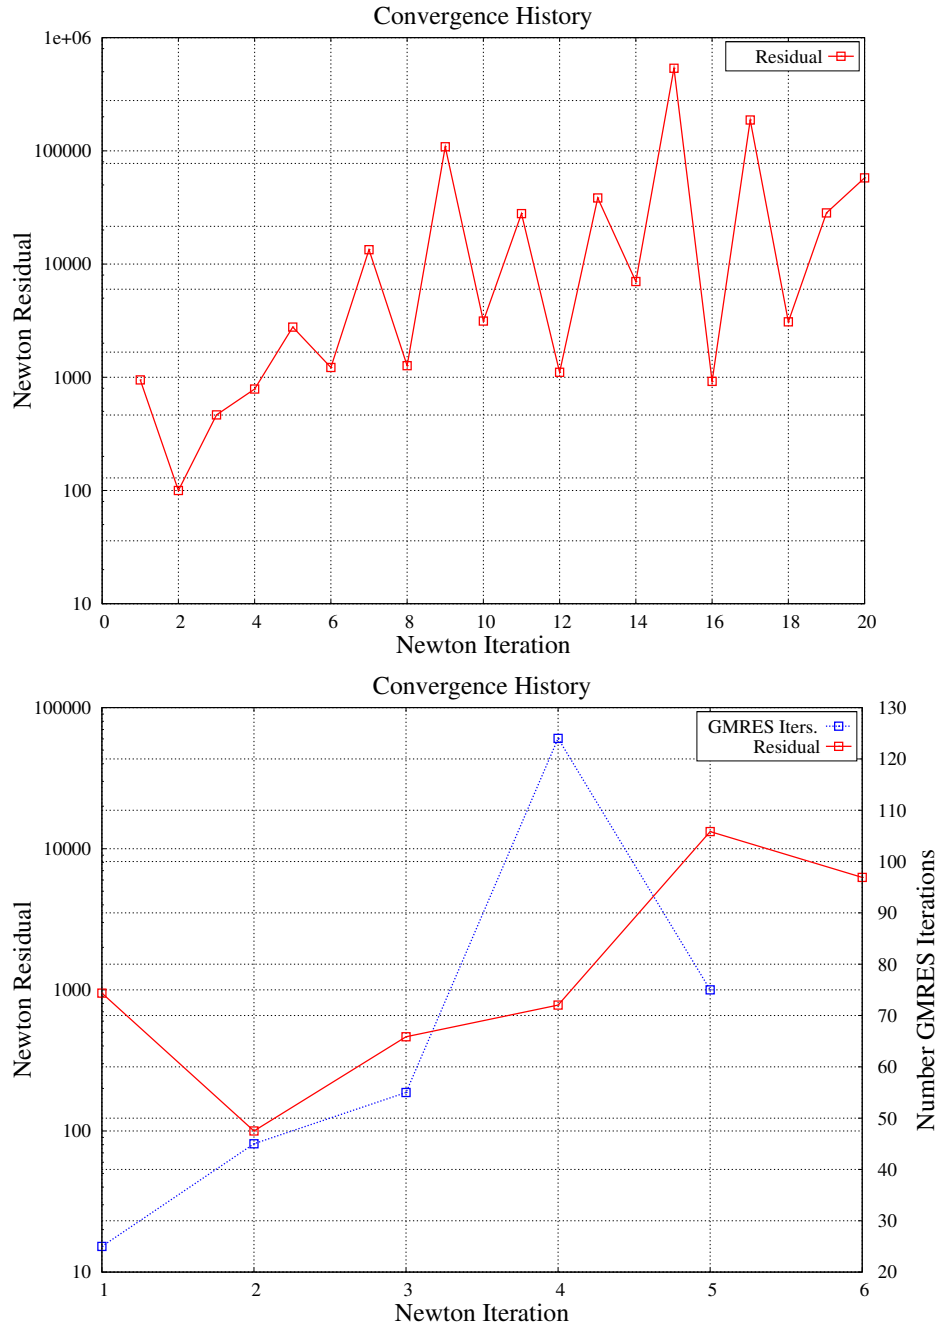 Convergence History
1e+06
100000
10000
1000
100
10
Newton Residual
Residual
0 2 4 6 8 10 12 14 16 18 20
Newton Iteration
Convergence History
100000
10000
1000
100
10
Newton Residual
GMRES Iters.
Residual
130
120
110
100
90
80
70
60
50
40
30
20
Number GMRES Iterations
1 2 3 4 5 6
Newton Iteration